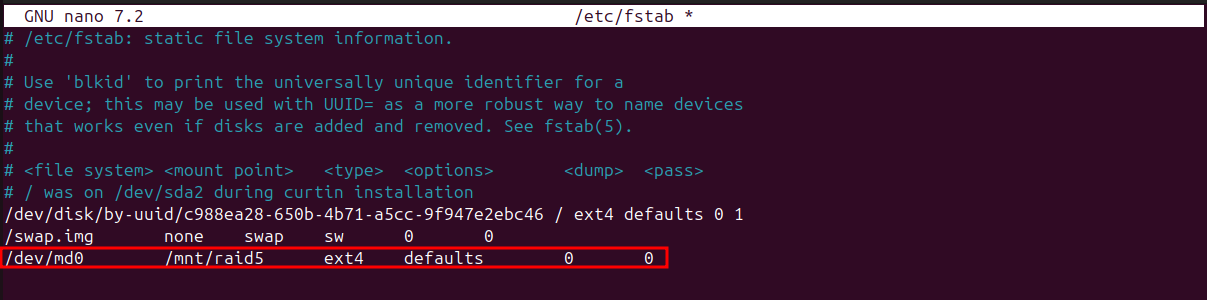 GNU nano 7.2 /etc/fstab *
# /etc/fstab: static file system information.
#
# Use 'blkid' to print the universally unique identifier for a
# device; this may be used with UUID= as a more robust way to name devices
# that works even if disks are added and removed. See fstab(5).
#
# <file system> <mount point>   <type>  <options>       <dump>  <pass>
# / was on /dev/sda2 during curtin installation
/dev/disk/by-uuid/c988ea28-650b-4b71-a5cc-9f947e2ebc46 / ext4 defaults 0 1
/swap.img       none    swap    sw      0       0
/dev/md0        /mnt/raid5      ext4    defaults        0       0